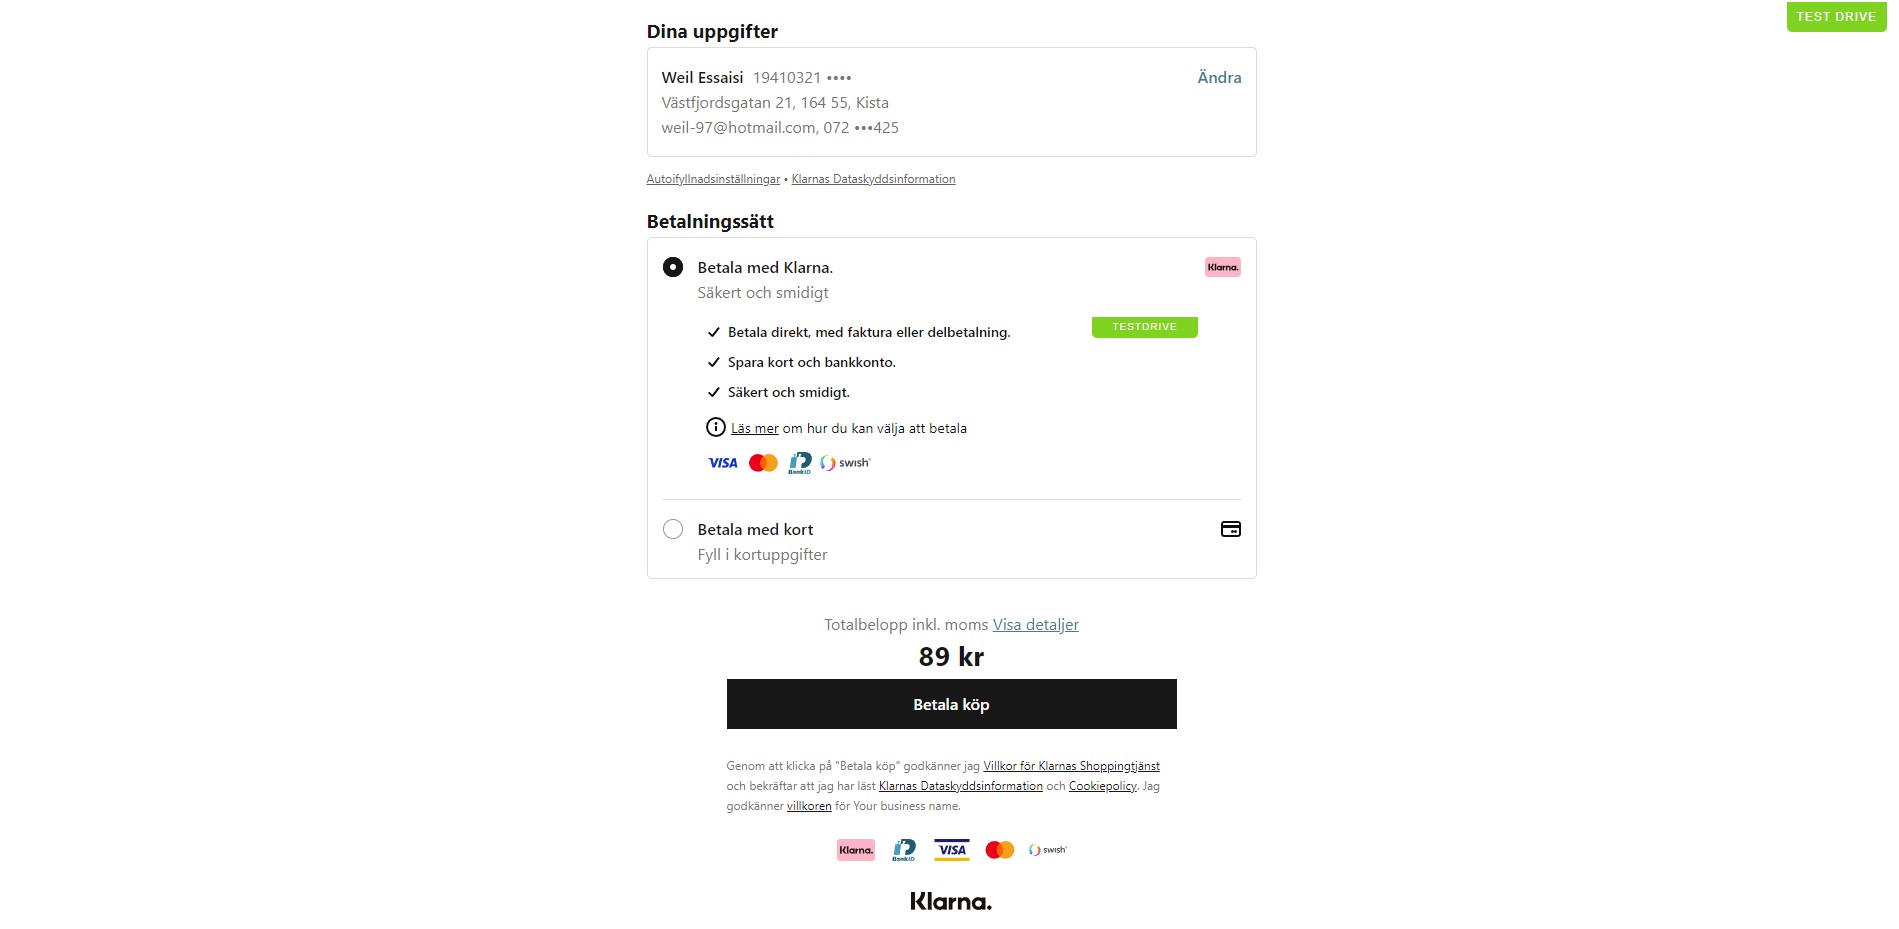 TEST DRIVE
Dina uppgifter
Weil Essaisi 19410321 ••••
Ändra
Västfjordsgatan 21, 164 55, Kista
weil-97@hotmail.com, 072 •••425
Autoifyllnadsinställningar • Klarnas Dataskyddsinformation
Betalningssätt
Betala med Klarna.
Klarna.
Säkert och smidigt
Betala direkt, med faktura eller delbetalning.
TESTDRIVE
Spara kort och bankkonto.
Säkert och smidigt.
Läs mer om hur du kan välja att betala
VISA BankID swish
Betala med kort
Fyll i kortuppgifter
Totalbelopp inkl. moms Visa detaljer
89 kr
Betala köp
Genom att klicka på "Betala köp" godkänner jag Villkor för Klarnas Shoppingtjänst
och bekräftar att jag har läst Klarnas Dataskyddsinformation och Cookiepolicy. Jag
godkänner villkoren för Your business name.
Klarna. BankID VISA swish
Klarna.